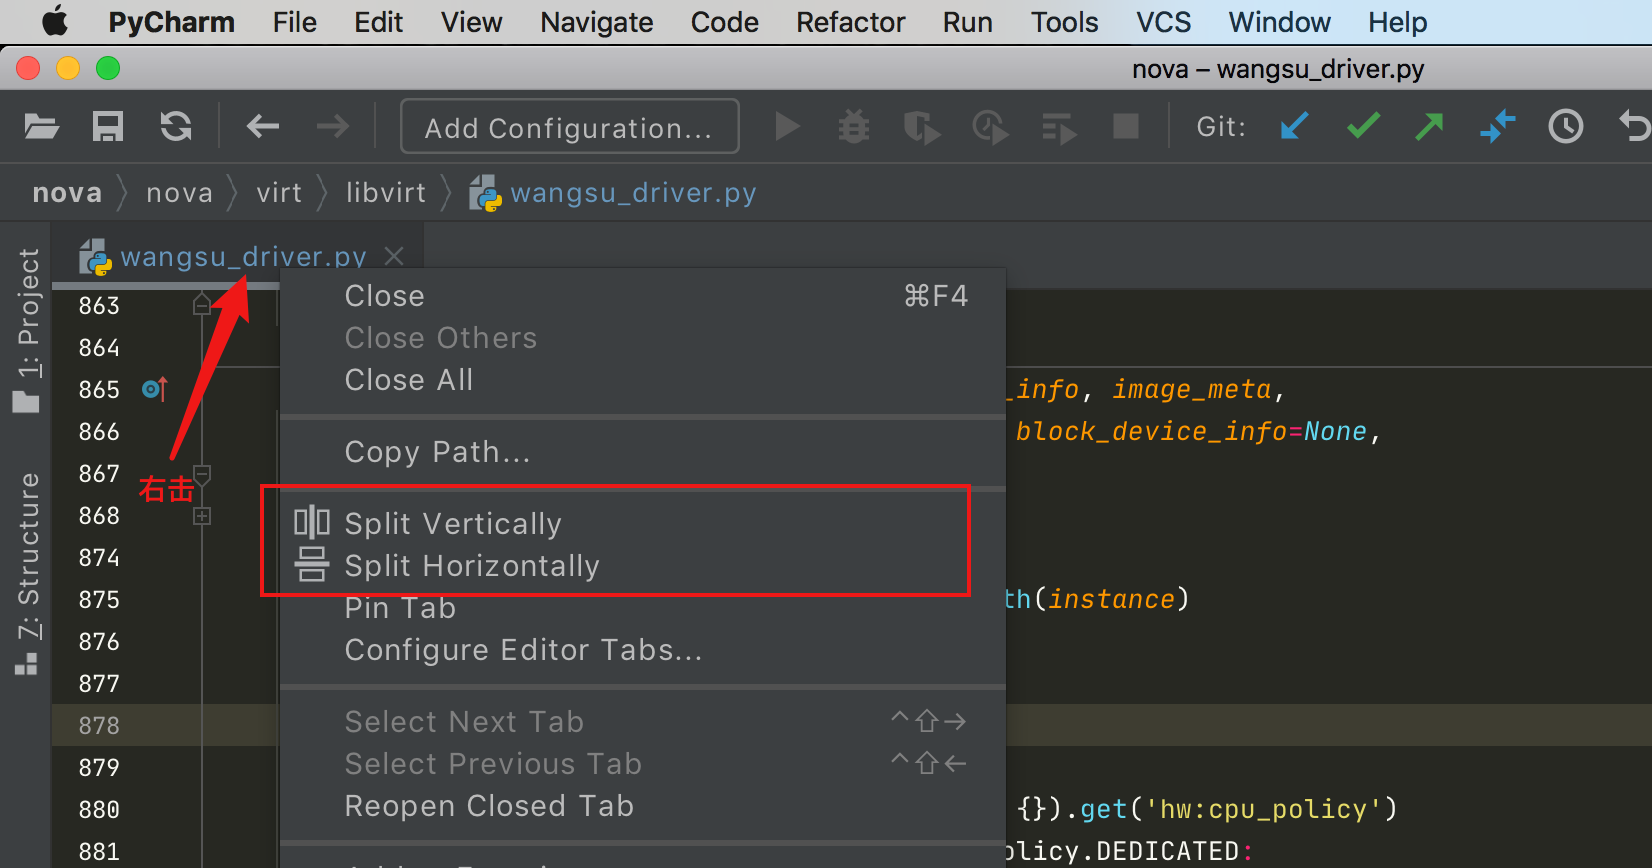 PyCharm File Edit View Navigate Code Refactor Run Tools VCS Window Help
nova – wangsu_driver.py
Add Configuration...
Git:
nova nova virt libvirt wangsu_driver.py
wangsu_driver.py
1: Project
7: Structure
863
864
865 _info, image_meta,
866 block_device_info=None,
867
868
874
875 th(instance)
876
877
878
879
880 {}).get('hw:cpu_policy')
881 olicy.DEDICATED:
右击
Close ⌘F4
Close Others
Close All
Copy Path...
Split Vertically
Split Horizontally
Pin Tab
Configure Editor Tabs...
Select Next Tab ⌃⇧→
Select Previous Tab ⌃⇧←
Reopen Closed Tab